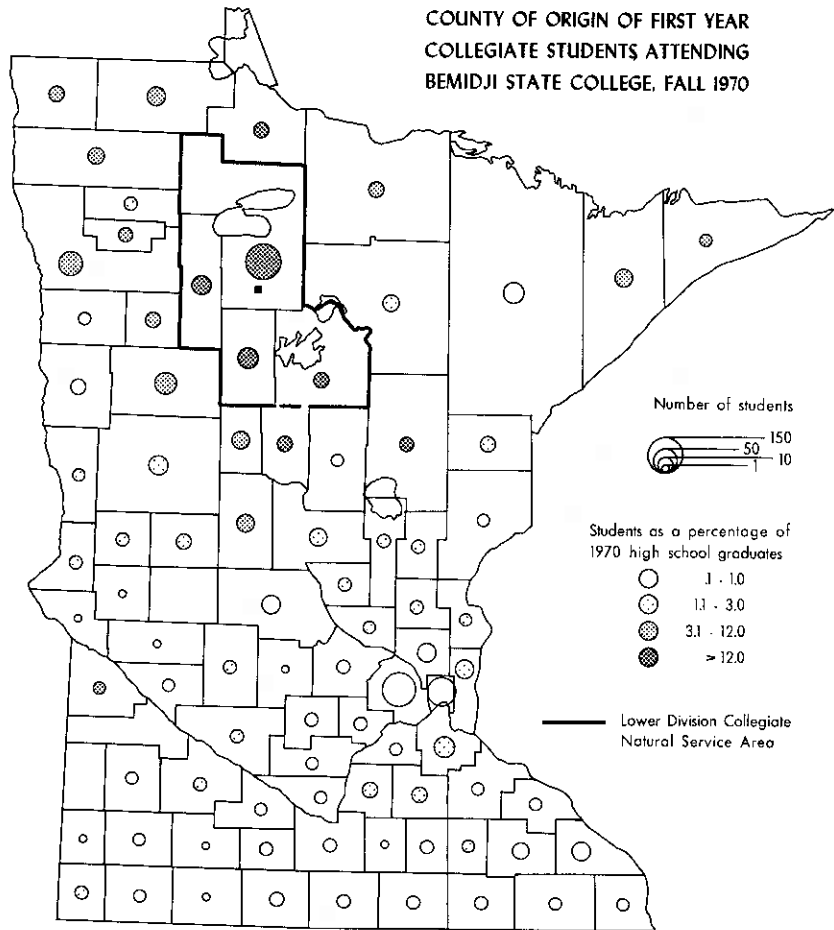 COUNTY OF ORIGIN OF FIRST YEAR
COLLEGIATE STUDENTS ATTENDING
BEMIDJI STATE COLLEGE, FALL 1970
Number of students
150
50
10
1
Students as a percentage of
1970 high school graduates
.1 - 1.0
1.1 - 3.0
3.1 - 12.0
> 12.0
Lower Division Collegiate
Natural Service Area